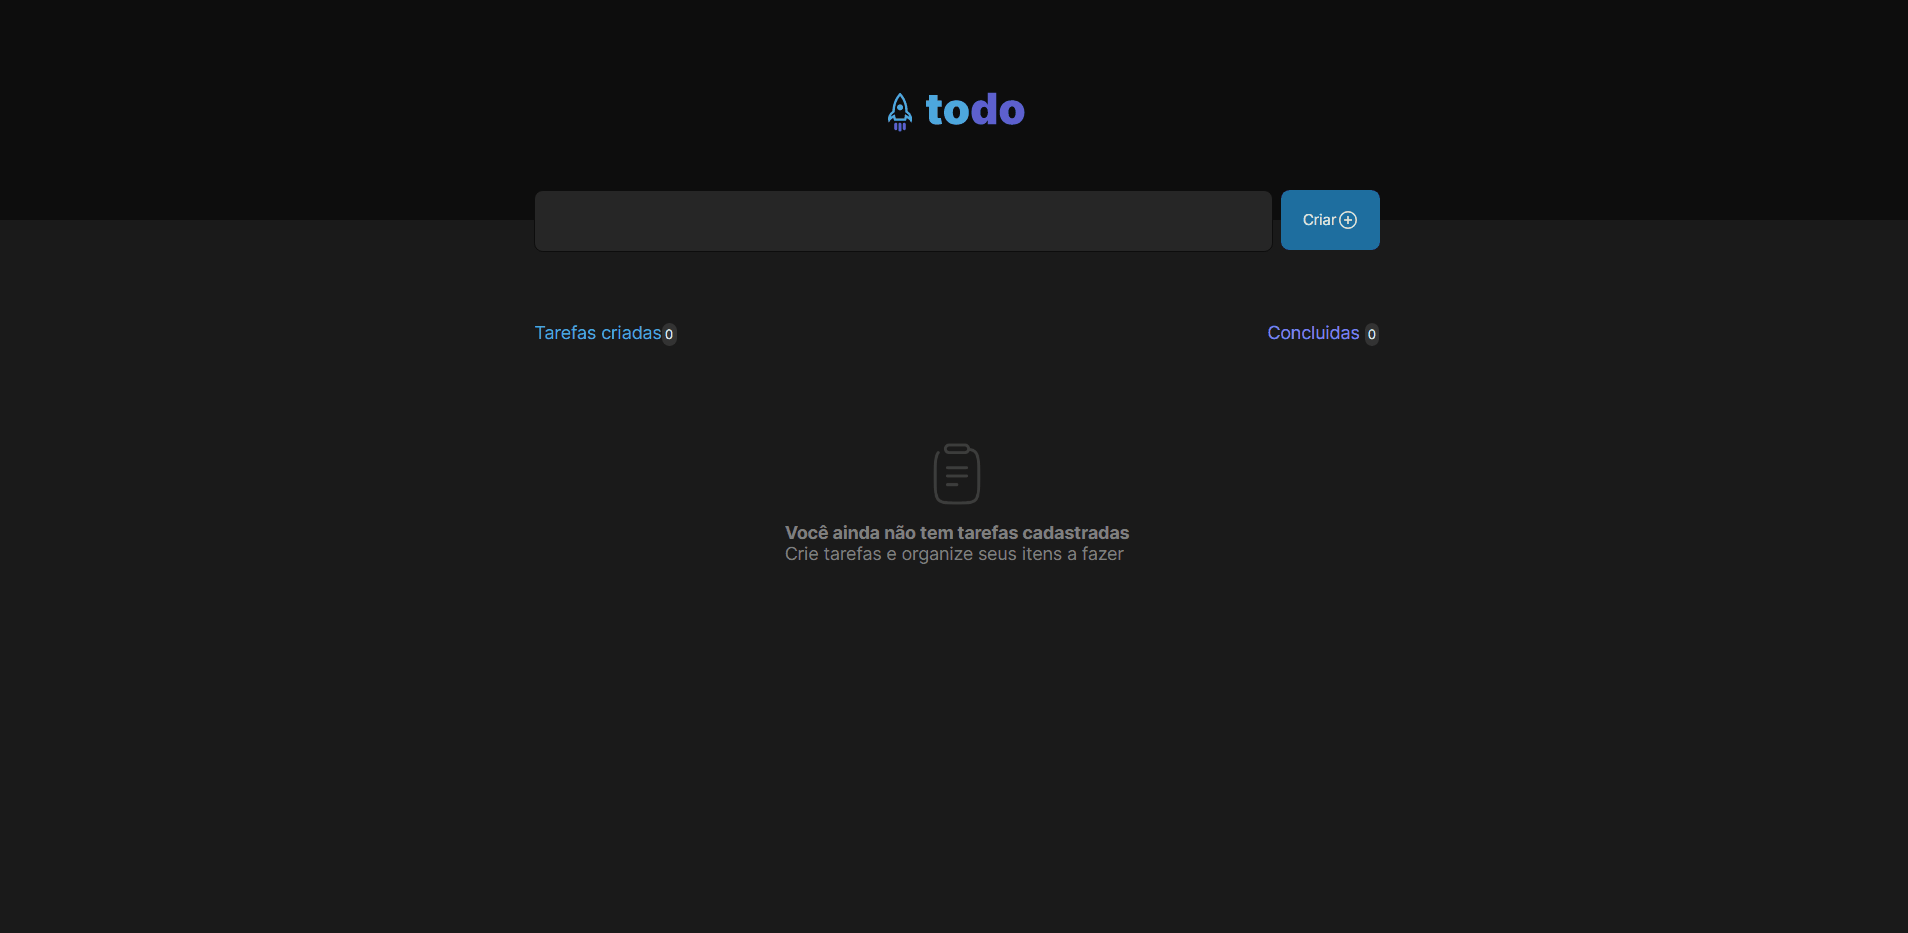 todo
Criar
Tarefas criadas 0
Concluidas 0
Você ainda não tem tarefas cadastradas
Crie tarefas e organize seus itens a fazer